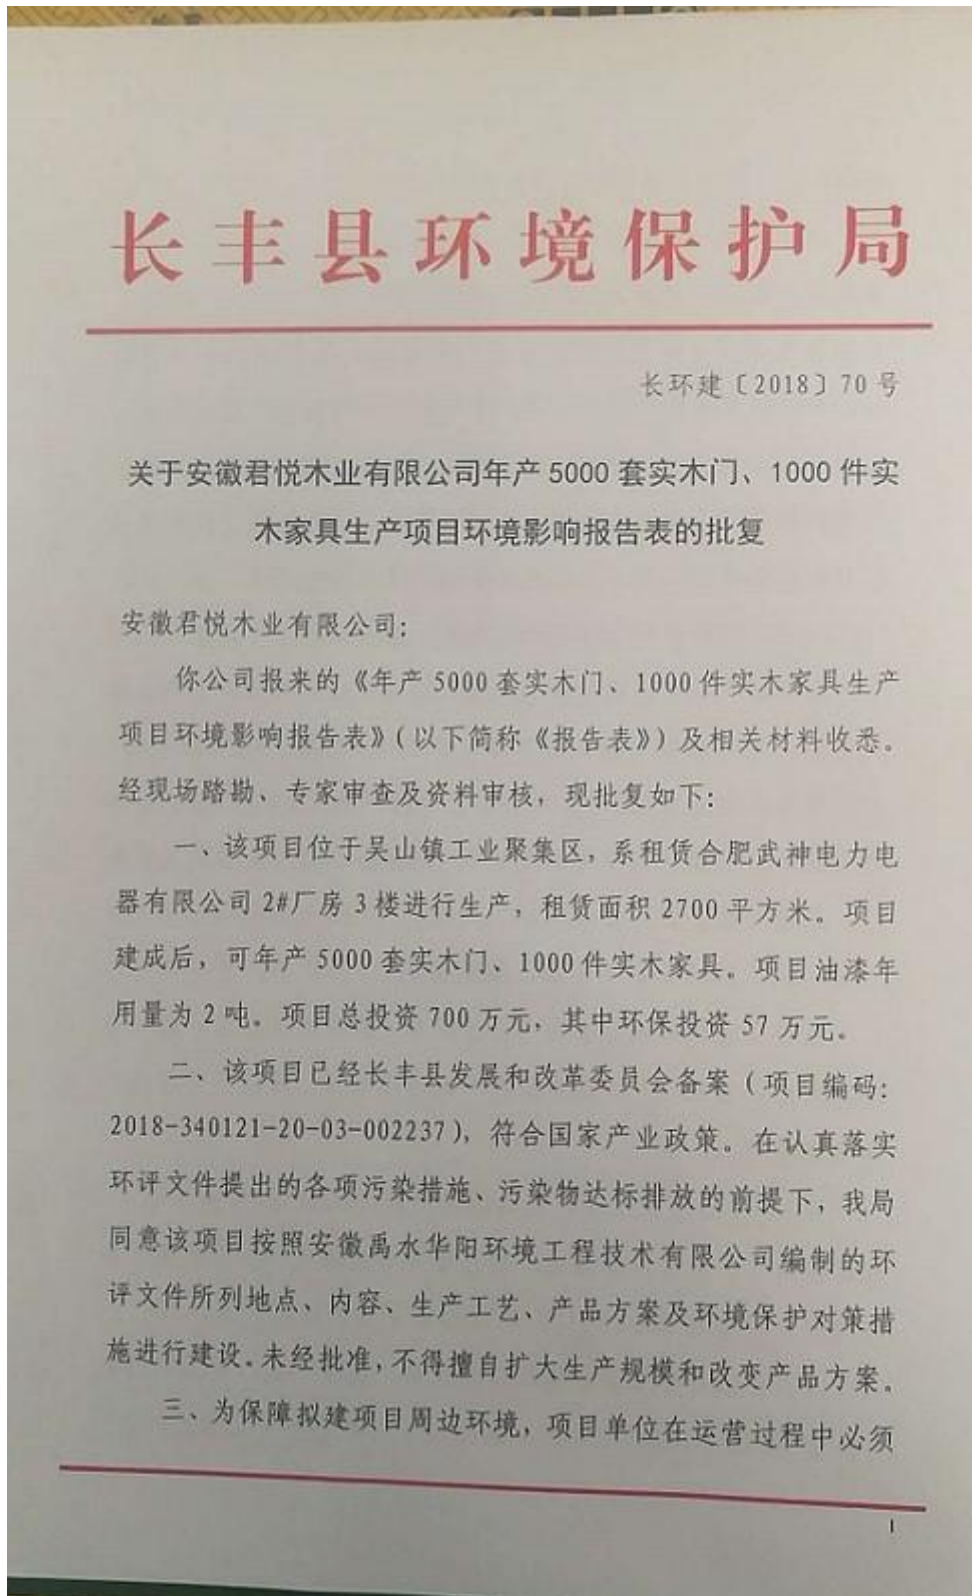 长丰县环境保护局
长环建〔2018〕70号
关于安徽君悦木业有限公司年产5000套实木门、1000件实
木家具生产项目环境影响报告表的批复
安徽君悦木业有限公司：
你公司报来的《年产5000套实木门、1000件实木家具生产
项目环境影响报告表》（以下简称《报告表》）及相关材料收悉。
经现场踏勘、专家审查及资料审核，现批复如下：
一、该项目位于吴山镇工业聚集区，系租赁合肥武神电力电
器有限公司2#厂房3楼进行生产，租赁面积2700平方米。项目
建成后，可年产5000套实木门、1000件实木家具。项目油漆年
用量为2吨。项目总投资700万元，其中环保投资57万元。
二、该项目已经长丰县发展和改革委员会备案（项目编码：
2018-340121-20-03-002237），符合国家产业政策。在认真落实
环评文件提出的各项污染措施、污染物达标排放的前提下，我局
同意该项目按照安徽禹水华阳环境工程技术有限公司编制的环
评文件所列地点、内容、生产工艺、产品方案及环境保护对策措
施进行建设。未经批准，不得擅自扩大生产规模和改变产品方案。
三、为保障拟建项目周边环境，项目单位在运营过程中必须
1